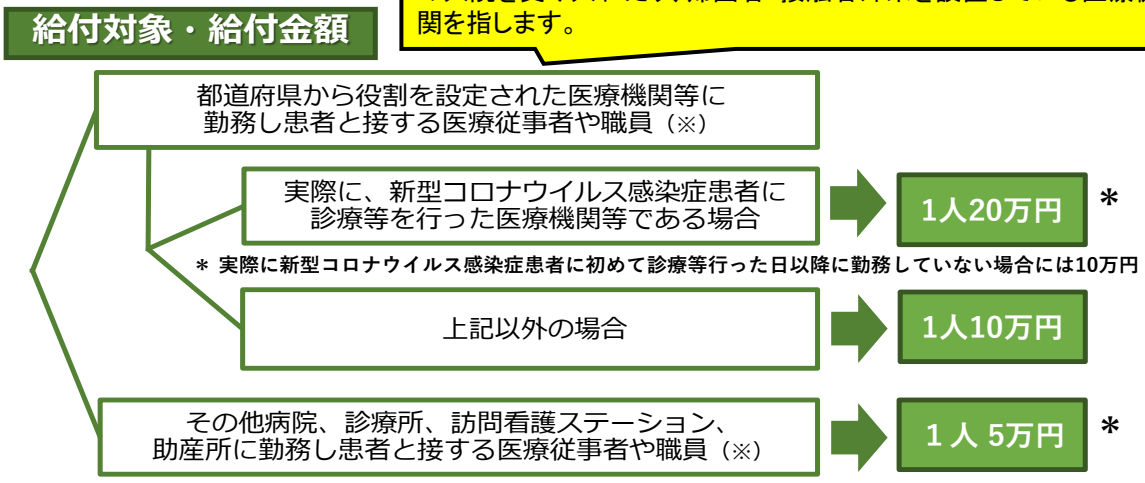 給付対象・給付金額
関を指します。
都道府県から役割を設定された医療機関等に
勤務し患者と接する医療従事者や職員（※）
実際に、新型コロナウイルス感染症患者に
診療等を行った医療機関等である場合
1人20万円 *
* 実際に新型コロナウイルス感染症患者に初めて診療等行った日以降に勤務していない場合には10万円
上記以外の場合
1人10万円
その他病院、診療所、訪問看護ステーション、
助産所に勤務し患者と接する医療従事者や職員（※）
1 人 5万円 *